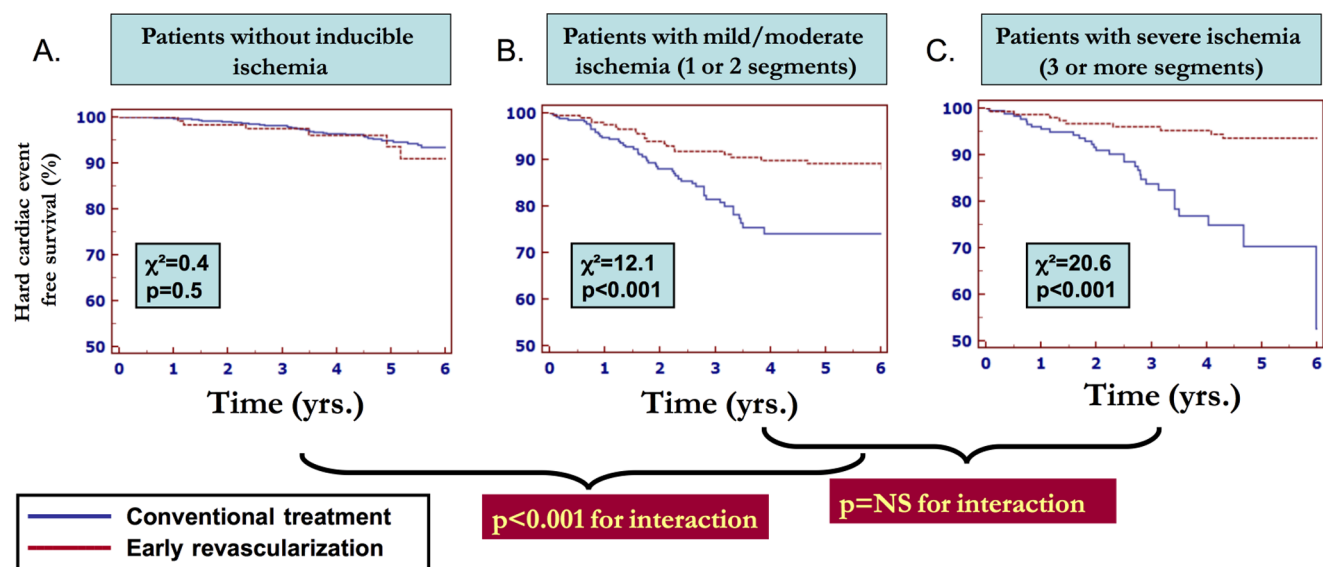 A.
Patients without inducible
ischemia
B.
Patients with mild/moderate
ischemia (1 or 2 segments)
C.
Patients with severe ischemia
(3 or more segments)
Hard cardiac event
free survival (%)
100
90
80
70
60
50
χ²=0.4
p=0.5
0 1 2 3 4 5 6
Time (yrs.)
100
90
80
70
60
50
χ²=12.1
p<0.001
0 1 2 3 4 5 6
Time (yrs.)
100
90
80
70
60
50
χ²=20.6
p<0.001
0 1 2 3 4 5 6
Time (yrs.)
p<0.001 for interaction
p=NS for interaction
Conventional treatment
Early revascularization